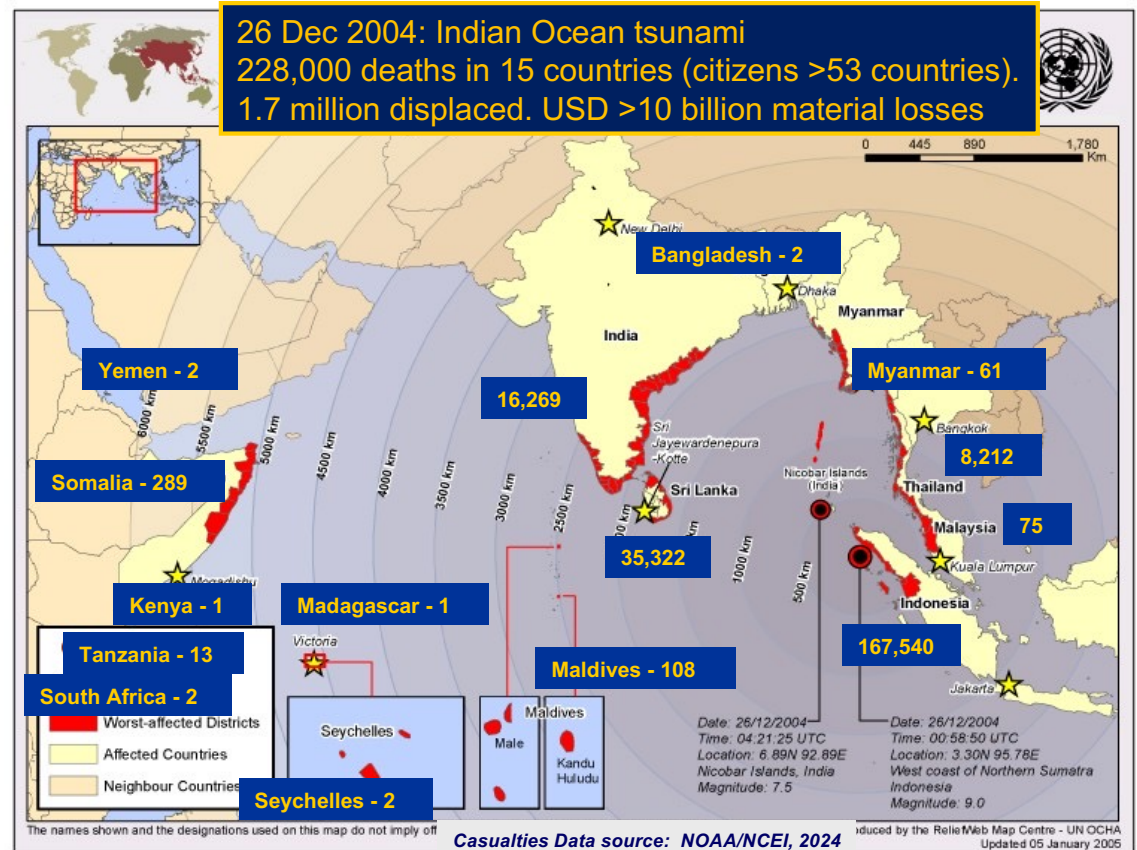 26 Dec 2004: Indian Ocean tsunami
228,000 deaths in 15 countries (citizens >53 countries).
1.7 million displaced. USD >10 billion material losses
0 445 890 1,780
Km
New Delhi
Bangladesh - 2
Dhaka
Myanmar
India
Yemen - 2
Myanmar - 61
16,269
6000 km
5500 km
5000 km
4500 km
4000 km
3500 km
3000 km
2500 km
1000 km
500 km
Sri
Jayewardenepura
-Kotte
Bangkok
8,212
Somalia - 289
Nicobar Islands
(India)
Thailand
Sri Lanka
Malaysia
75
35,322
Kuala Lumpur
Mogadishu
Indonesia
Kenya - 1
Madagascar - 1
Victoria
167,540
Tanzania - 13
Maldives - 108
South Africa - 2
Jakarta
Worst-affected Districts
Affected Countries
Neighbour Countries
Seychelles
Maldives
Male
Kandu
Huludu
Date: 26/12/2004
Time: 04:21:25 UTC
Location: 6.89N 92.89E
Nicobar Islands, India
Magnitude: 7.5
Date: 26/12/2004
Time: 00:58:50 UTC
Location: 3.30N 95.78E
West coast of Northern Sumatra
Indonesia
Magnitude: 9.0
Seychelles - 2
The names shown and the designations used on this map do not imply
Casualties Data source: NOAA/NCEI, 2024
by the ReliefWeb Map Centre - UN OCHA
Updated 05 January 2005